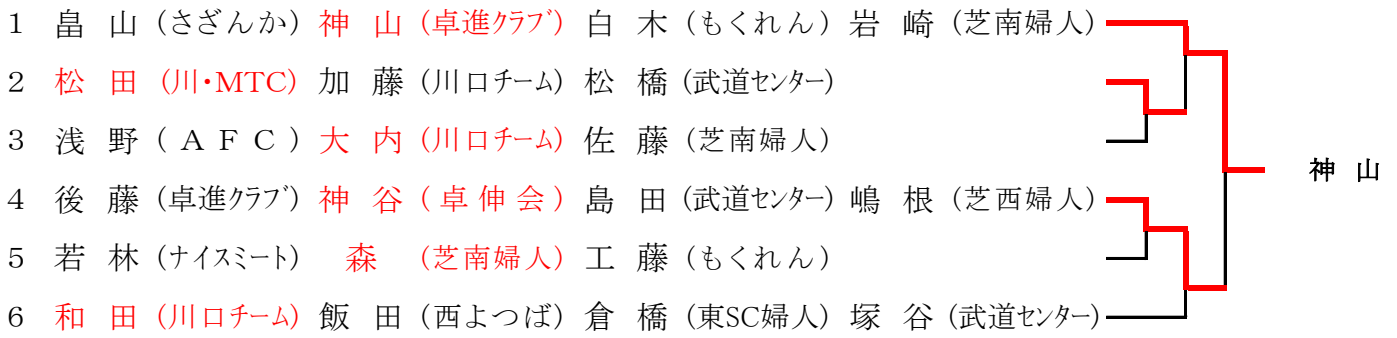 1 畠 山 (さざんか) 神 山 (卓進クラブ) 白 木 (もくれん) 岩 崎 (芝南婦人)
2 松 田 (川・MTC) 加 藤 (川口チーム) 松 橋 (武道センター)
3 浅 野 (ＡＦＣ) 大 内 (川口チーム) 佐 藤 (芝南婦人)
神 山
4 後 藤 (卓進クラブ) 神 谷 (卓伸会) 島 田 (武道センター) 嶋 根 (芝西婦人)
5 若 林 (ナイスミート) 森 (芝南婦人) 工 藤 (もくれん)
6 和 田 (川口チーム) 飯 田 (西よつば) 倉 橋 (東SC婦人) 塚 谷 (武道センター)